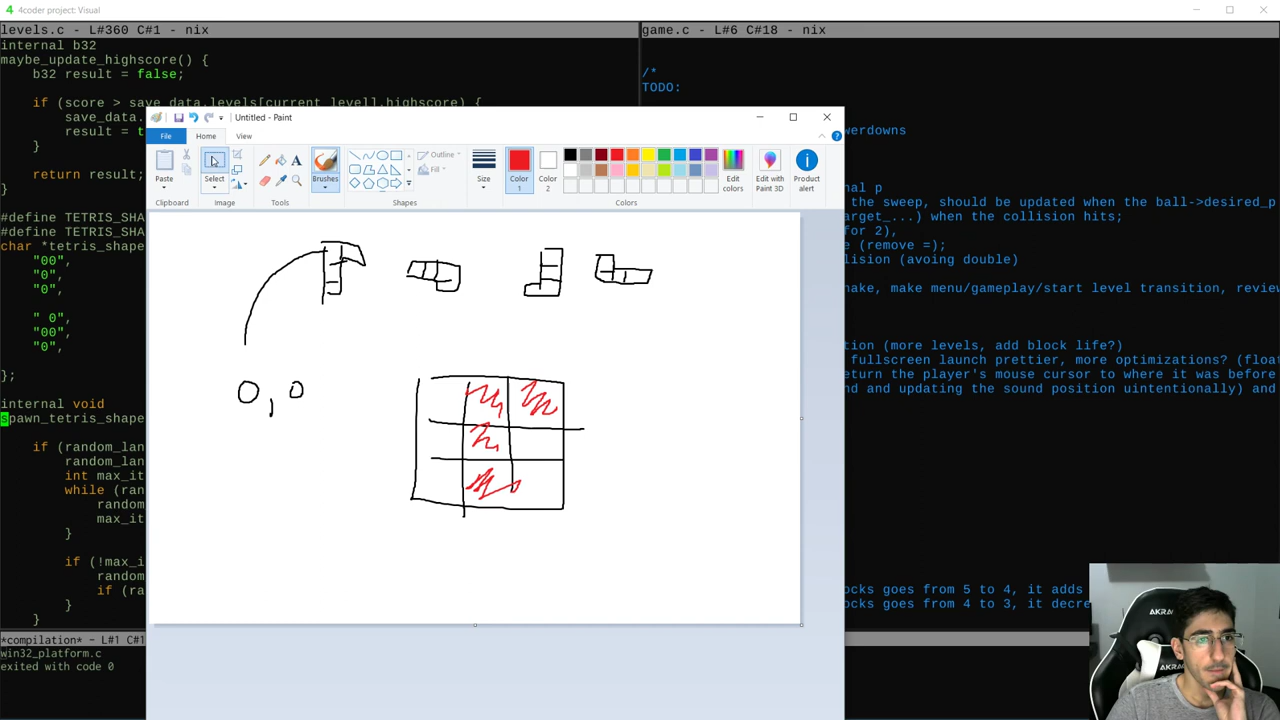 4coder project: Visual
levels.c - L#360 C#1 - nix
internal b32
maybe_update_highscore() {
b32 result = false;
if (score > save_data.levels[current_level].highscore) {
save_data.
result = t
}
return result;
}
#define TETRIS_SHA
#define TETRIS_SHA
char *tetris_shape
"00",
"0",
"0",
" 0",
"00",
"0",
};
internal void
spawn_tetris_shape
if (random_lan
random_lan
int max_it
while (ran
random
max_it
}
if (!max_i
random
if (ra
}
}
*compilation* - L#1 C#1
win32_platform.c
exited with code 0
game.c - L#6 C#18 - nix
/*
TODO:
werdowns
nal p
the sweep, should be updated when the ball->desired_p
arget_...) when the collision hits;
for 2),
e (remove =);
lision (avoing double)
hake, make menu/gameplay/start level transition, review
tion (more levels, add block life?)
fullscreen launch prettier, more optimizations? (float
eturn the player's mouse cursor to where it was before
nd and updating the sound position uintentionally) and
ocks goes from 5 to 4, it adds
ocks goes from 4 to 3, it decre
Untitled - Paint
File
Home
View
Paste
Clipboard
Select
Image
A
Tools
Brushes
Outline
Fill
Shapes
Size
Color 1
Color 2
Colors
Edit colors
Edit with Paint 3D
Product alert
0, 0
AKRA
AKRAC